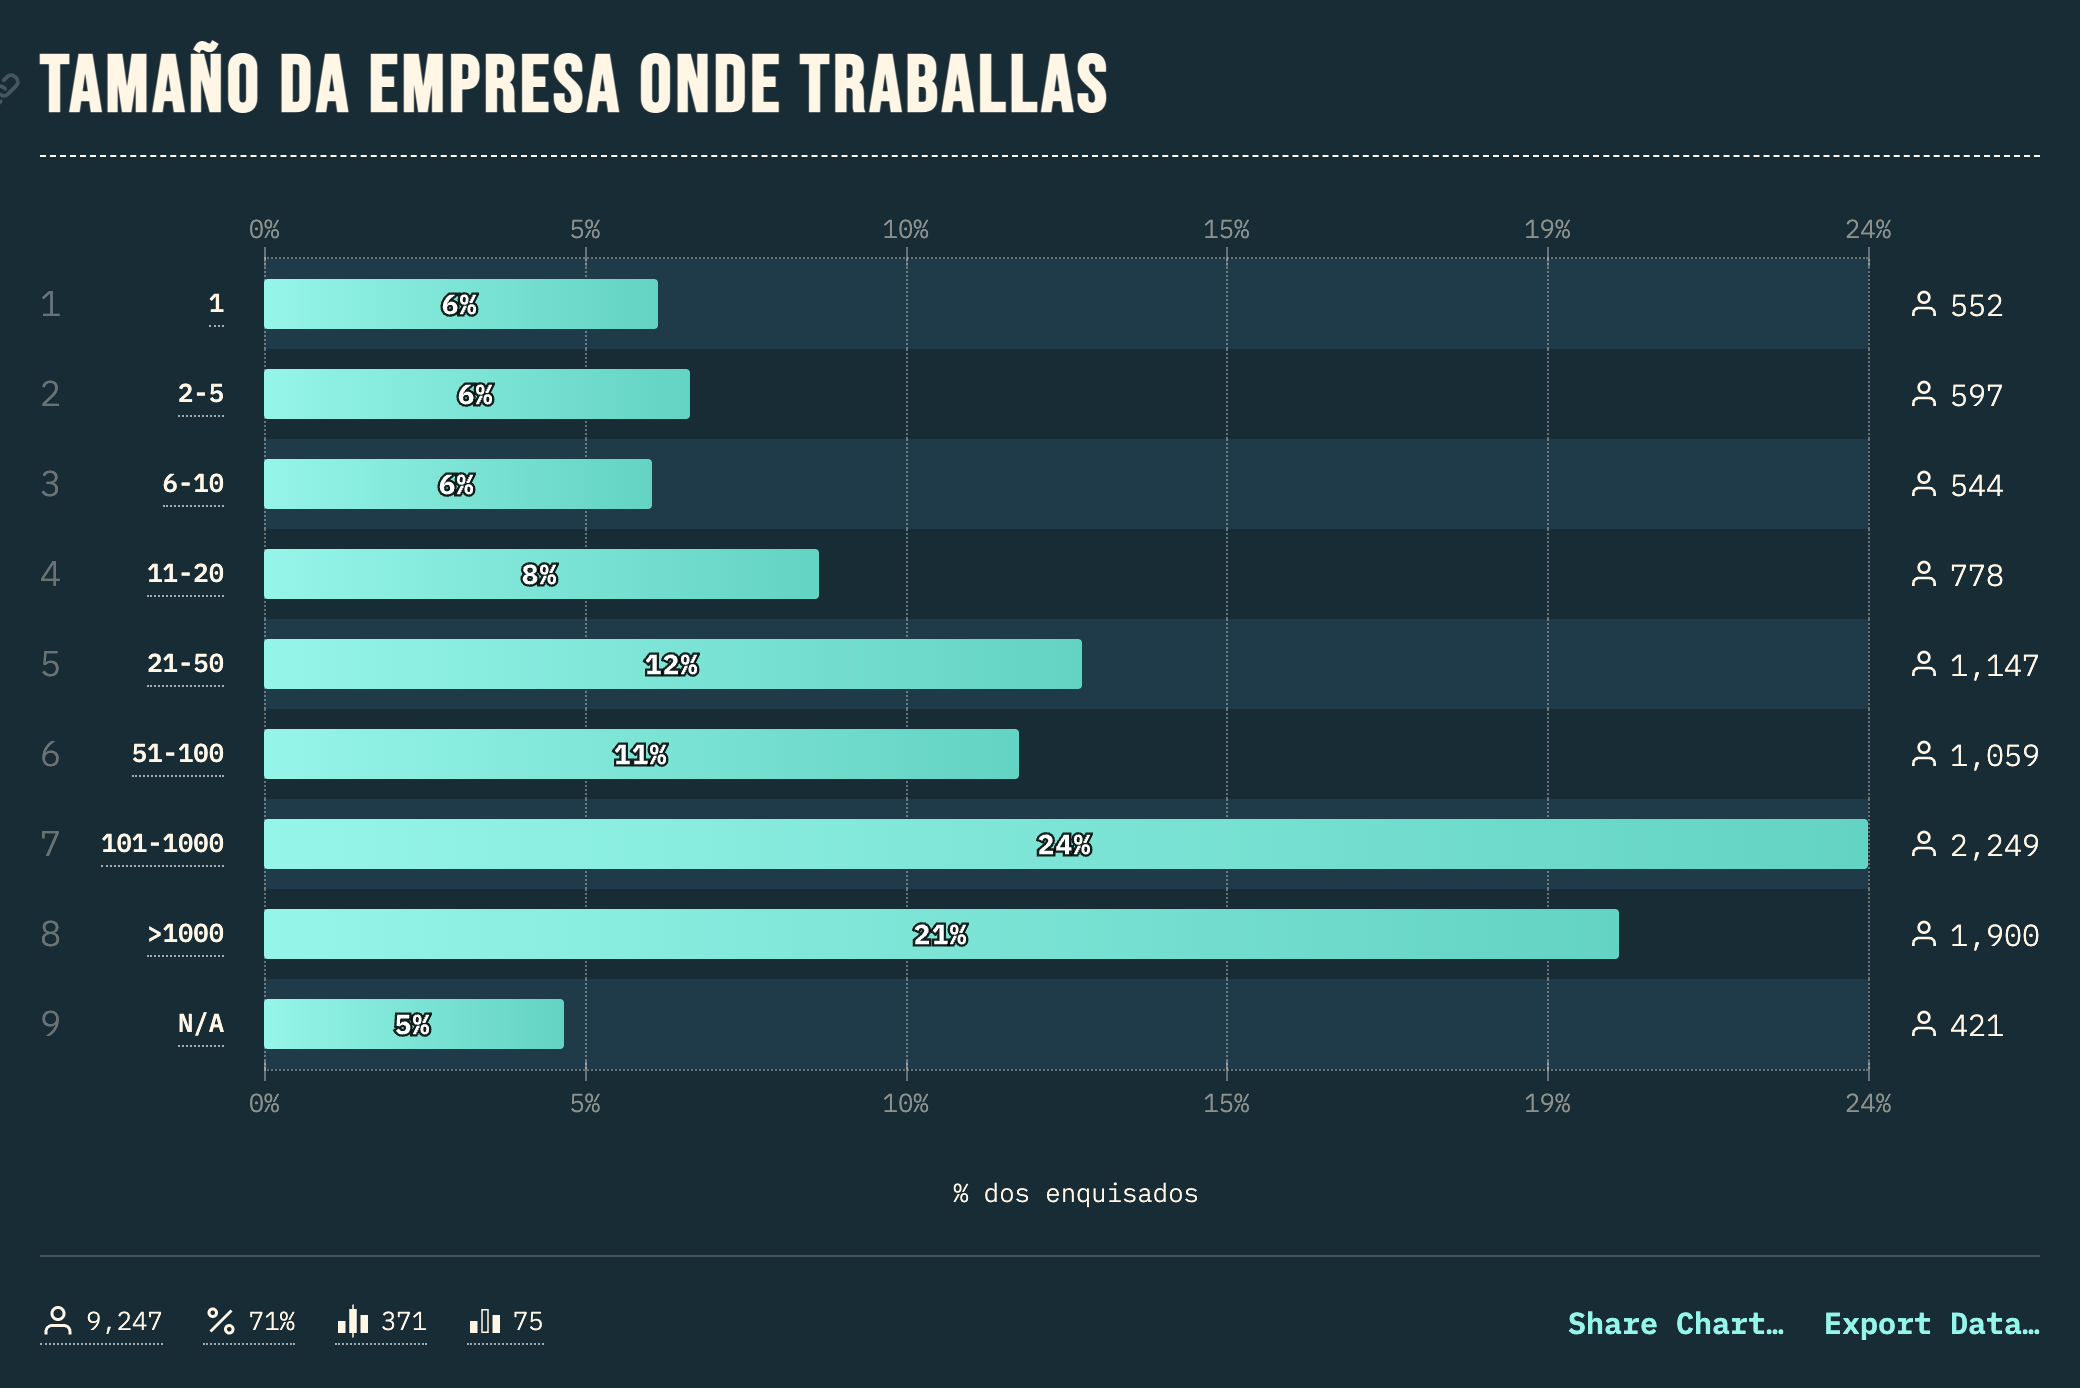 TAMAÑO DA EMPRESA ONDE TRABALLAS
0% 5% 10% 15% 19% 24%
1 1 6% 552
2 2-5 6% 597
3 6-10 6% 544
4 11-20 8% 778
5 21-50 12% 1,147
6 51-100 11% 1,059
7 101-1000 24% 2,249
8 >1000 21% 1,900
9 N/A 5% 421
0% 5% 10% 15% 19% 24%
% dos enquisados
9,247 71% 371 75 Share Chart… Export Data…